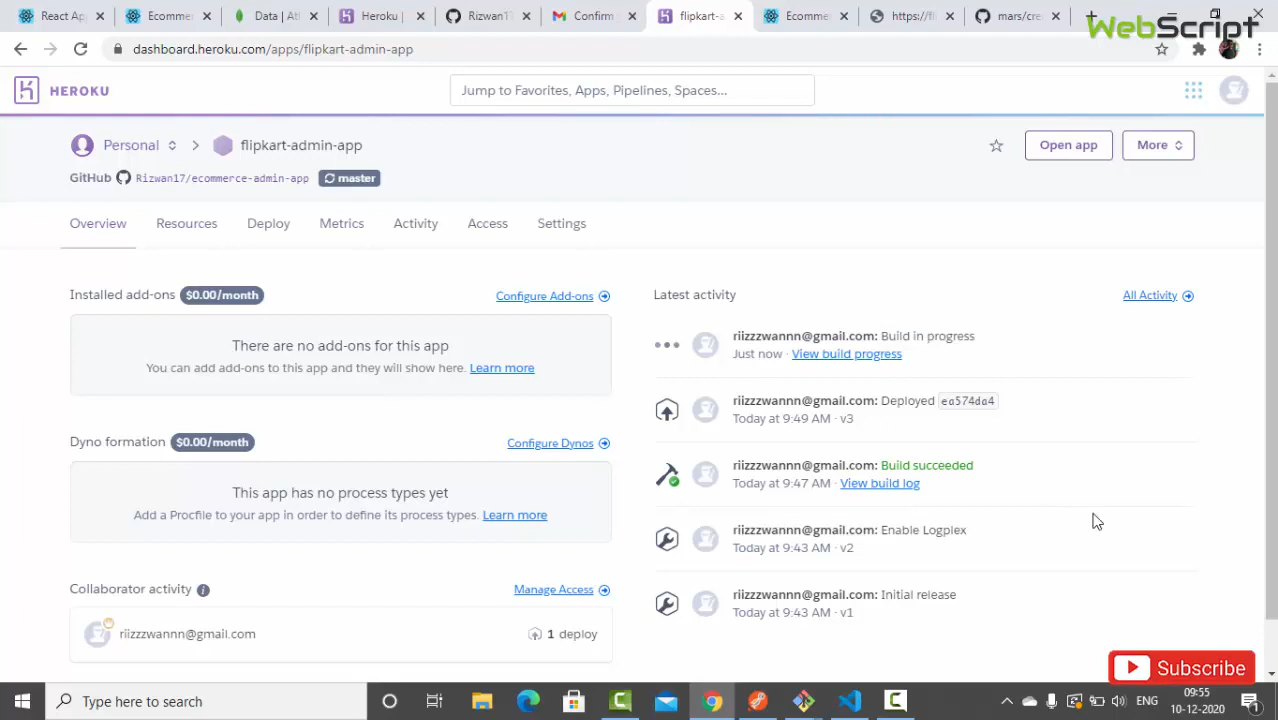 React Ap
Ecommer
Data | Atl
Heroku |
RizwanT
Confirm
flipkart-a
Ecomme
https://fli
mars/cre
WebScript
dashboard.heroku.com/apps/flipkart-admin-app
HEROKU
Jump to Favorites, Apps, Pipelines, Spaces...
Personal
flipkart-admin-app
Open app
More
GitHub Rizwan17/ecommerce-admin-app master
Overview
Resources
Deploy
Metrics
Activity
Access
Settings
Installed add-ons $0.00/month
Configure Add-ons
There are no add-ons for this app
You can add add-ons to this app and they will show here. Learn more
Dyno formation $0.00/month
Configure Dynos
This app has no process types yet
Add a Procfile to your app in order to define its process types. Learn more
Collaborator activity
Manage Access
riizzzwannn@gmail.com
1 deploy
Latest activity
All Activity
riizzzwannn@gmail.com: Build in progress
Just now · View build progress
riizzzwannn@gmail.com: Deployed ea574da4
Today at 9:49 AM · v3
riizzzwannn@gmail.com: Build succeeded
Today at 9:47 AM · View build log
riizzzwannn@gmail.com: Enable Logplex
Today at 9:43 AM · v2
riizzzwannn@gmail.com: Initial release
Today at 9:43 AM · v1
Subscribe
Type here to search
ENG
09:55
10-12-2020